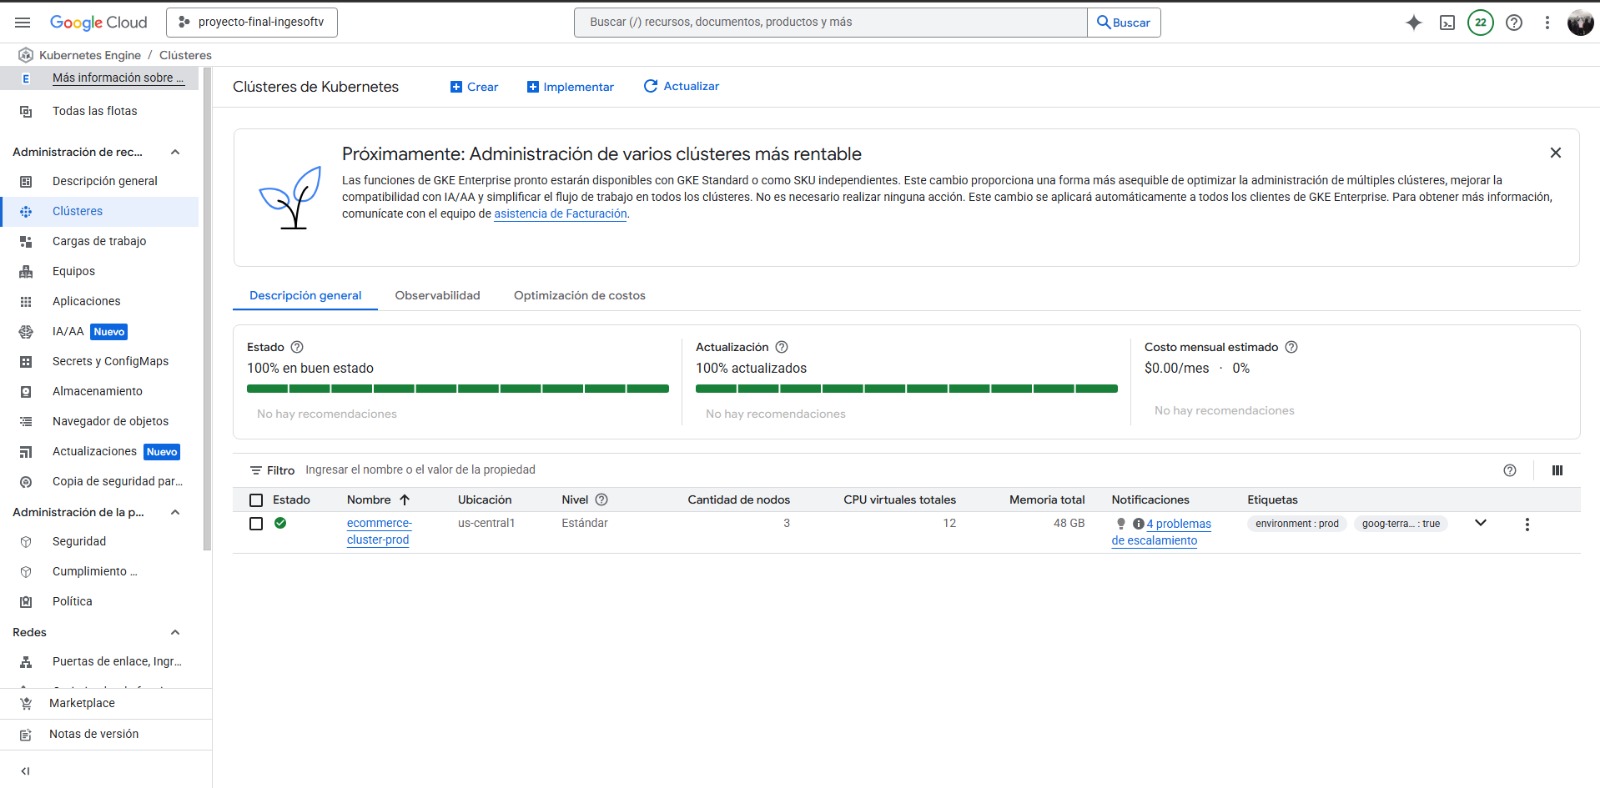 Google Cloud
proyecto-final-ingesoftv
Buscar (/) recursos, documentos, productos y más
Buscar
22
Kubernetes Engine / Clústeres
E
Más información sobre ...
Todas las flotas
Administración de rec...
Descripción general
Clústeres
Cargas de trabajo
Equipos
Aplicaciones
IA/AA Nuevo
Secrets y ConfigMaps
Almacenamiento
Navegador de objetos
Actualizaciones Nuevo
Copia de seguridad par...
Administración de la p...
Seguridad
Cumplimiento ...
Política
Redes
Puertas de enlace, Ingr...
Marketplace
Notas de versión
Clústeres de Kubernetes
Crear
Implementar
Actualizar
Próximamente: Administración de varios clústeres más rentable
Las funciones de GKE Enterprise pronto estarán disponibles con GKE Standard o como SKU independientes. Este cambio proporciona una forma más asequible de optimizar la administración de múltiples clústeres, mejorar la
compatibilidad con IA/AA y simplificar el flujo de trabajo en todos los clústeres. No es necesario realizar ninguna acción. Este cambio se aplicará automáticamente a todos los clientes de GKE Enterprise. Para obtener más información,
comunícate con el equipo de asistencia de Facturación.
Descripción general
Observabilidad
Optimización de costos
Estado
100% en buen estado
No hay recomendaciones
Actualización
100% actualizados
No hay recomendaciones
Costo mensual estimado
$0.00/mes · 0%
No hay recomendaciones
Filtro Ingresar el nombre o el valor de la propiedad
Estado Nombre Ubicación Nivel Cantidad de nodos CPU virtuales totales Memoria total Notificaciones Etiquetas
ecommerce-
cluster-prod
us-central1
Estándar
3
12
48 GB
4 problemas
de escalamiento
environment : prod
goog-terra... : true